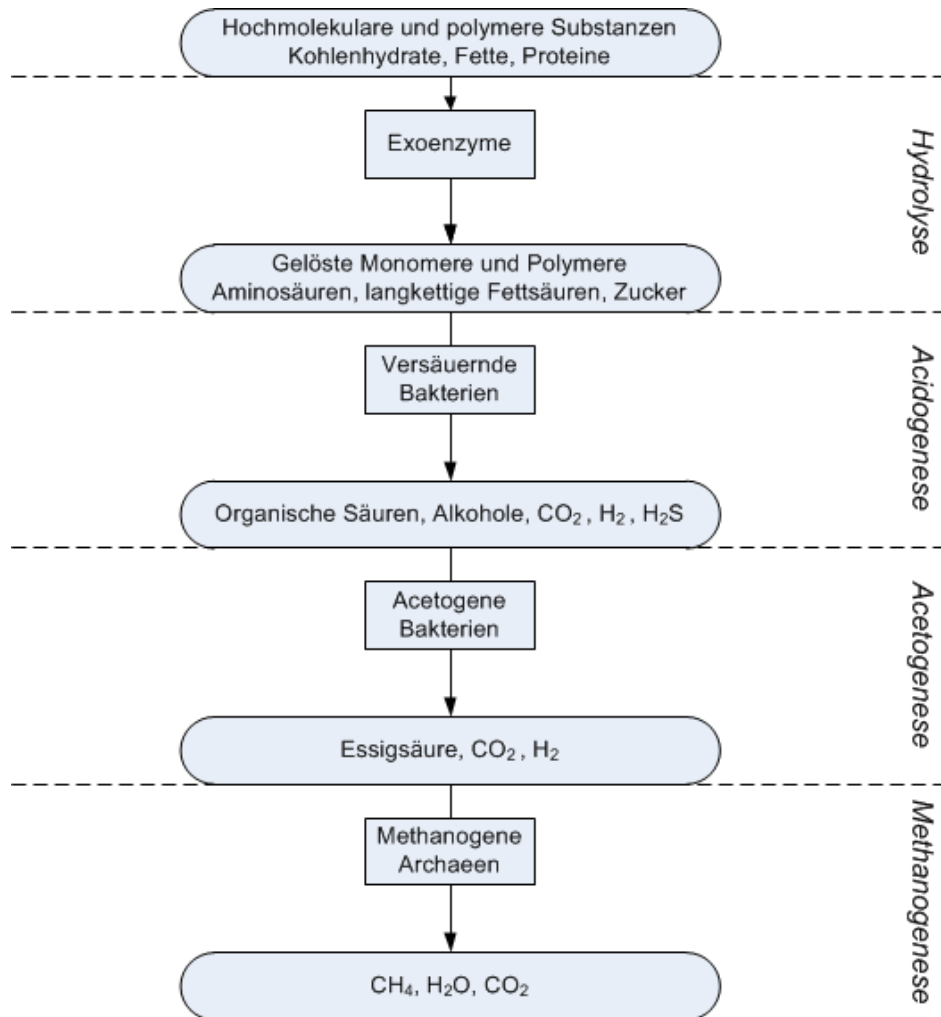 Hochmolekulare und polymere Substanzen
Kohlenhydrate, Fette, Proteine
Exoenzyme
Hydrolyse
Gelöste Monomere und Polymere
Aminosäuren, langkettige Fettsäuren, Zucker
Versäuernde
Bakterien
Acidogenese
Organische Säuren, Alkohole, CO₂ , H₂ , H₂S
Acetogene
Bakterien
Acetogenese
Essigsäure, CO₂ , H₂
Methanogene
Archaeen
Methanogenese
CH₄, H₂O, CO₂